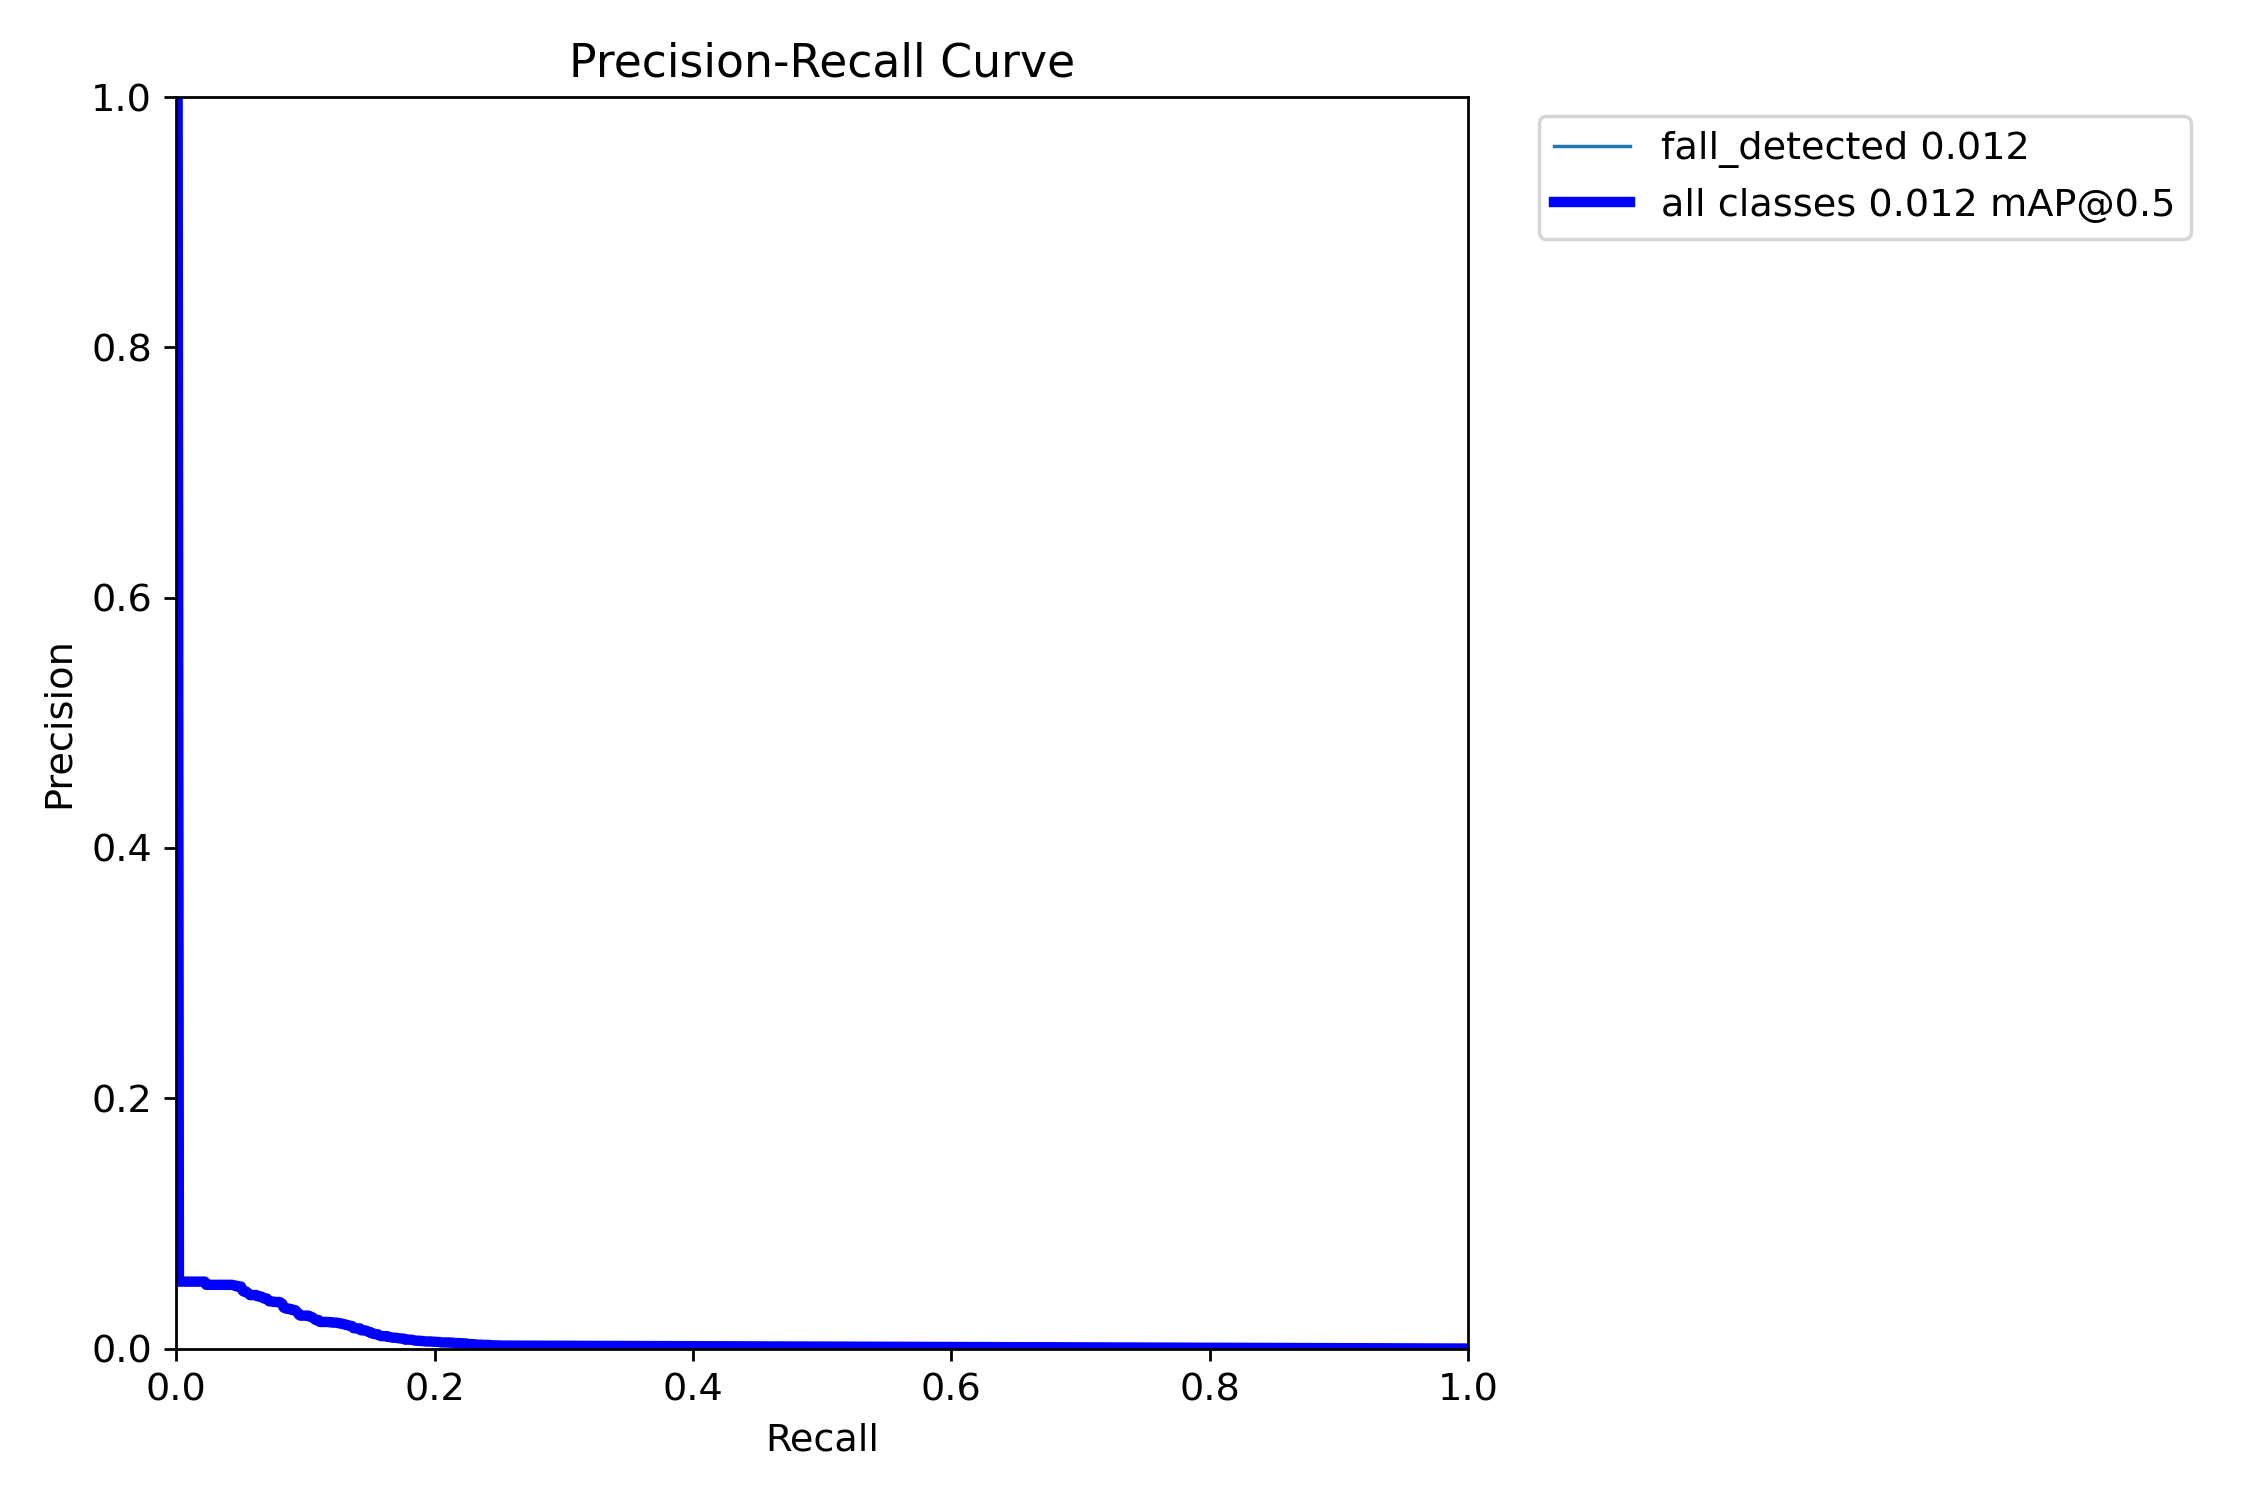 Precision-Recall Curve
1.0
0.8
0.6
0.4
0.2
0.0
Precision
0.0 0.2 0.4 0.6 0.8 1.0
Recall
fall_detected 0.012
all classes 0.012 mAP@0.5